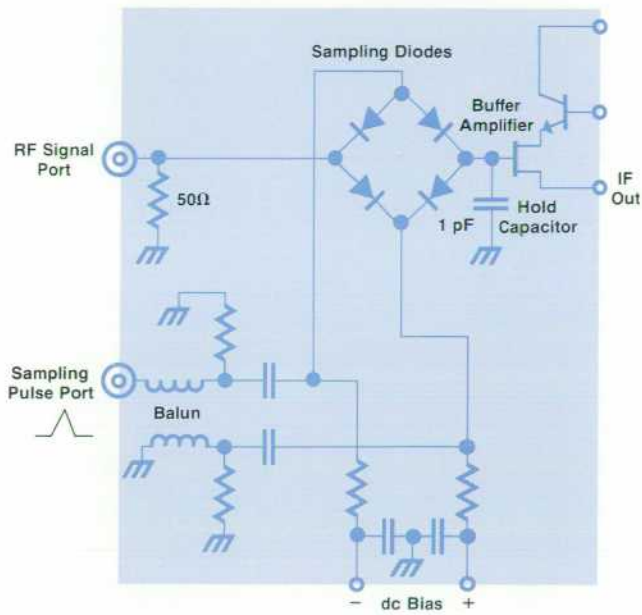 Sampling Diodes
Buffer
Amplifier
RF Signal
Port
50Ω
IF
Out
1 pF
Hold
Capacitor
Sampling
Pulse Port
Balun
− dc Bias +